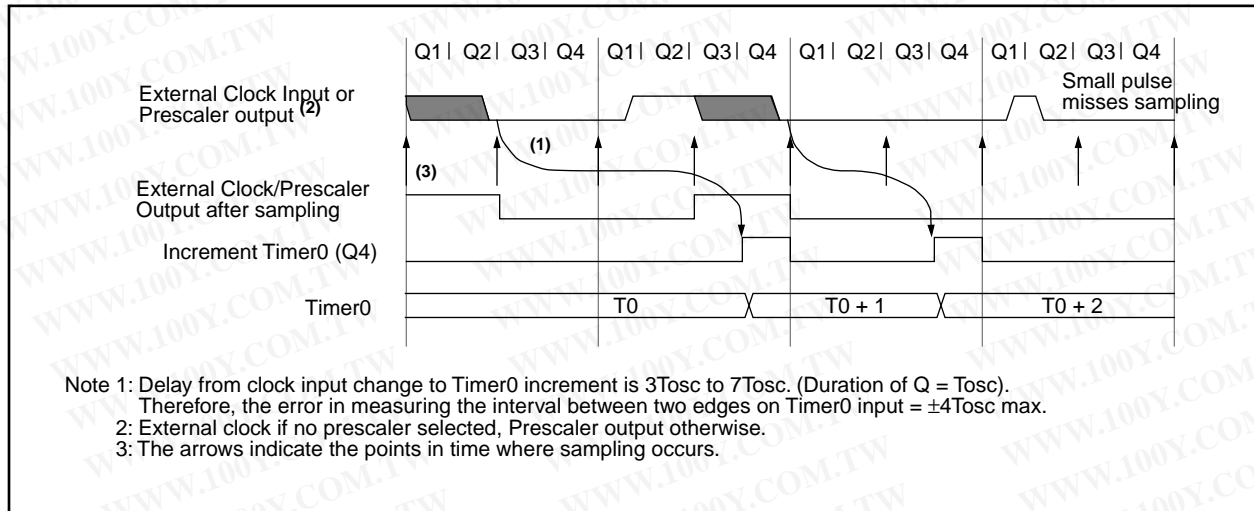 Q1| Q2| Q3| Q4 Q1| Q2| Q3| Q4 Q1| Q2| Q3| Q4 Q1| Q2| Q3| Q4
External Clock Input or
Prescaler output (2)
Small pulse
misses sampling
(1)
(3)
External Clock/Prescaler
Output after sampling
Increment Timer0 (Q4)
Timer0 T0 T0 + 1 T0 + 2
Note 1: Delay from clock input change to Timer0 increment is 3Tosc to 7Tosc. (Duration of Q = Tosc).
Therefore, the error in measuring the interval between two edges on Timer0 input = ±4Tosc max.
2: External clock if no prescaler selected, Prescaler output otherwise.
3: The arrows indicate the points in time where sampling occurs.
WWW.100Y.COM.TW